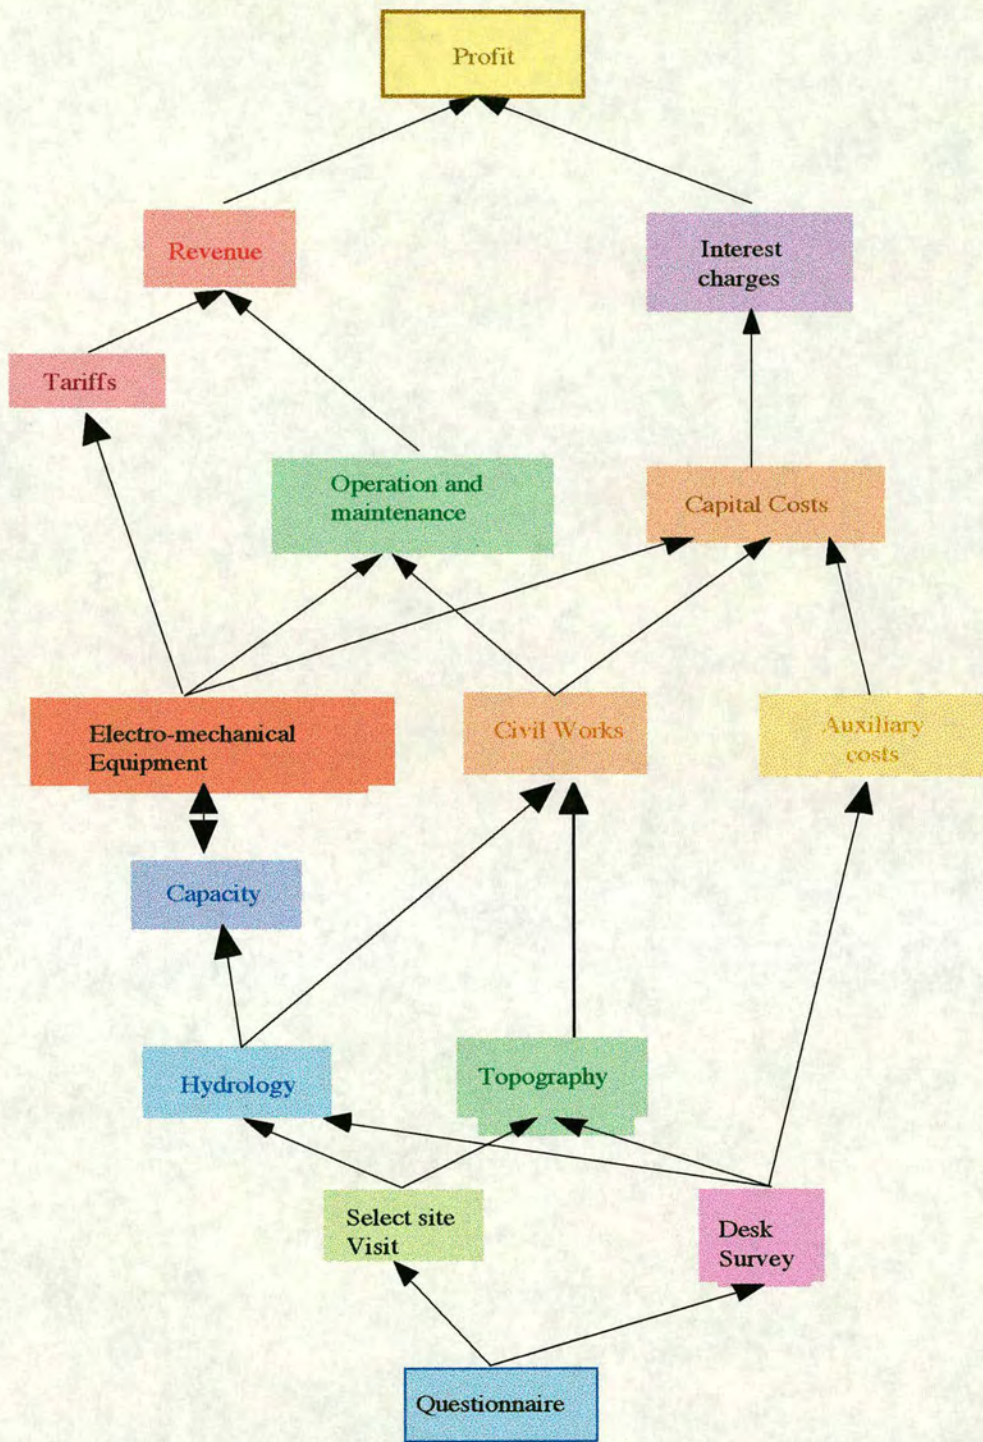 Profit
Revenue
Interest
charges
Tariffs
Operation and
maintenance
Capital Costs
Electro-mechanical
Equipment
Civil Works
Auxiliary
costs
Capacity
Hydrology
Topography
Select site
Visit
Desk
Survey
Questionnaire